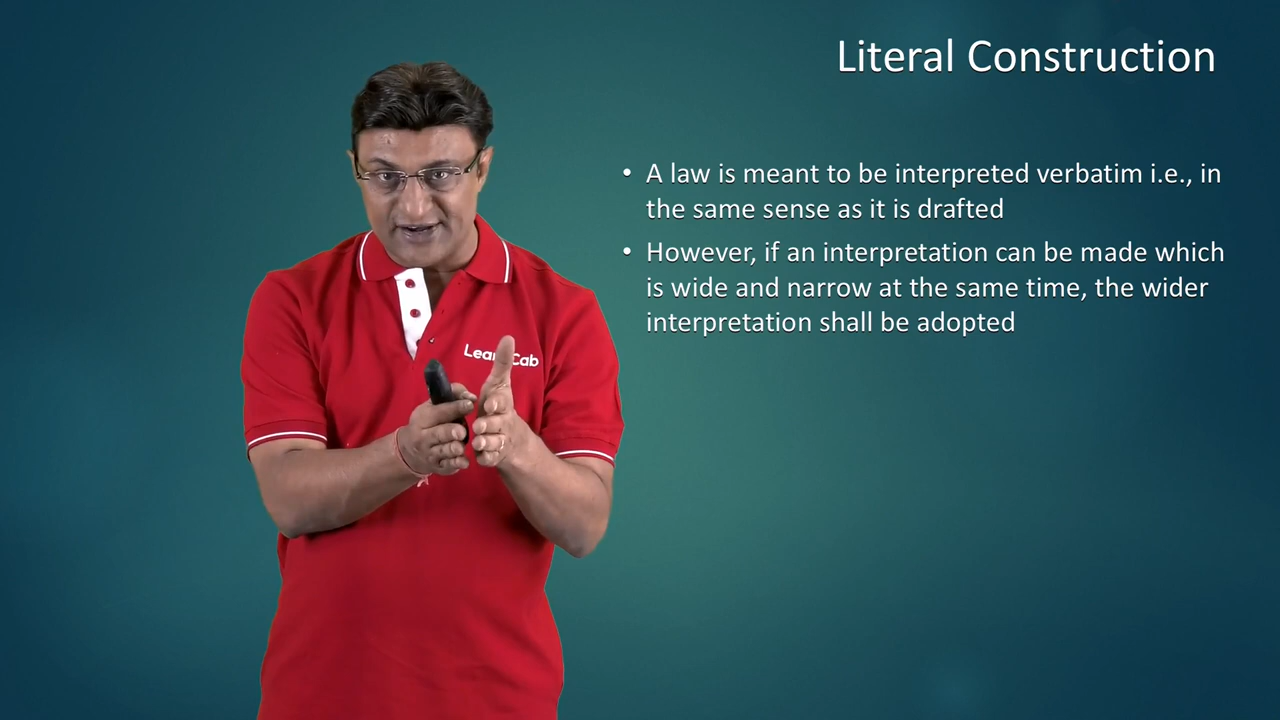 Literal Construction
• A law is meant to be interpreted verbatim i.e., in
the same sense as it is drafted
• However, if an interpretation can be made which
is wide and narrow at the same time, the wider
interpretation shall be adopted